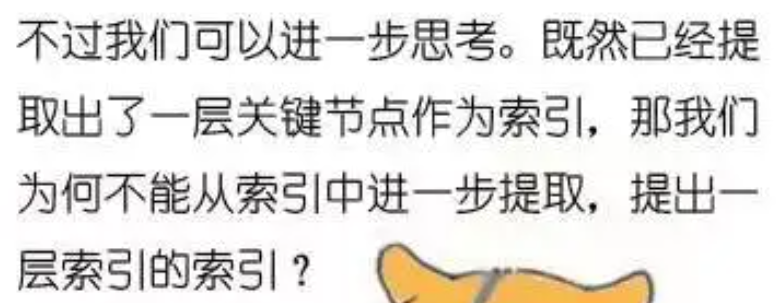 不过我们可以进一步思考。既然已经提
取出了一层关键节点作为索引，那我们
为何不能从索引中进一步提取，提出一
层索引的索引？